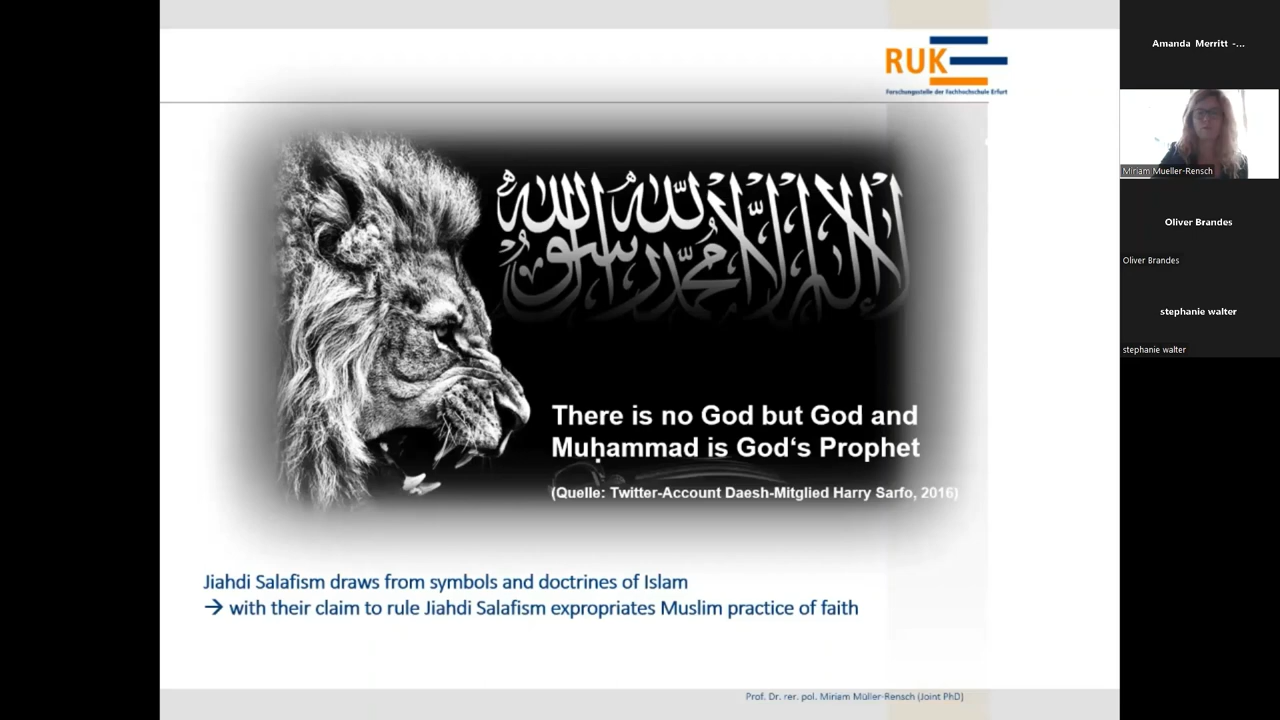 RUK
Forschungsstelle der Fachhochschule Erfurt
لا إله إلا الله محمد رسول الله
There is no God but God and
Muḥammad is God‘s Prophet
(Quelle: Twitter-Account Daesh-Mitglied Harry Sarfo, 2016)
Jiahdi Salafism draws from symbols and doctrines of Islam
→ with their claim to rule Jiahdi Salafism expropriates Muslim practice of faith
Prof. Dr. rer. pol. Miriam Müller-Rensch (Joint PhD)
Amanda Merritt -...
Miriam Mueller-Rensch
Oliver Brandes
Oliver Brandes
stephanie walter
stephanie walter